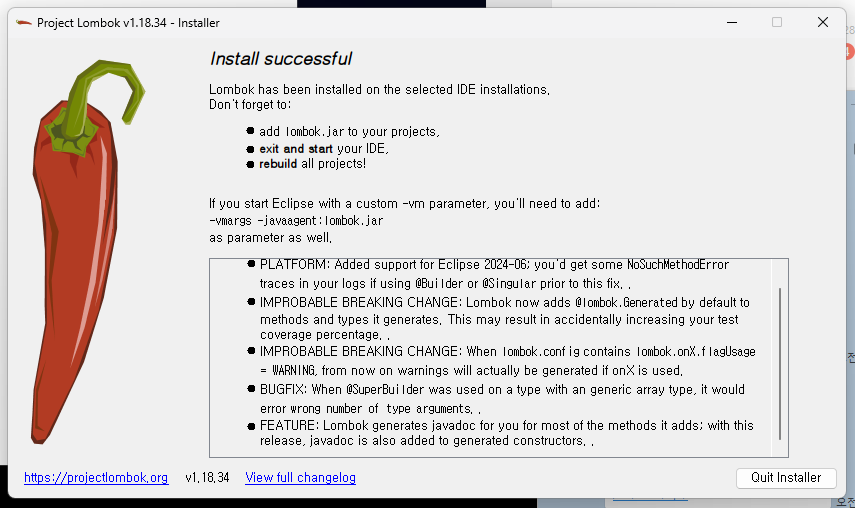 Project Lombok v1.18.34 - Installer
Install successful
Lombok has been installed on the selected IDE installations.
Don't forget to:
● add lombok.jar to your projects,
● exit and start your IDE,
● rebuild all projects!
If you start Eclipse with a custom -vm parameter, you'll need to add:
-vmargs -javaagent:lombok.jar
as parameter as well.
● PLATFORM: Added support for Eclipse 2024-06; you'd get some NoSuchMethodError
traces in your logs if using @Builder or @Singular prior to this fix. .
● IMPROBABLE BREAKING CHANGE: Lombok now adds @lombok.Generated by default to
methods and types it generates. This may result in accidentally increasing your test
coverage percentage. .
● IMPROBABLE BREAKING CHANGE: When lombok.config contains lombok.onX.flagUsage
= WARNING, from now on warnings will actually be generated if onX is used.
● BUGFIX: When @SuperBuilder was used on a type with an generic array type, it would
error wrong number of type arguments. .
● FEATURE: Lombok generates javadoc for you for most of the methods it adds; with this
release, javadoc is also added to generated constructors. .
https://projectlombok.org v1.18.34 View full changelog Quit Installer